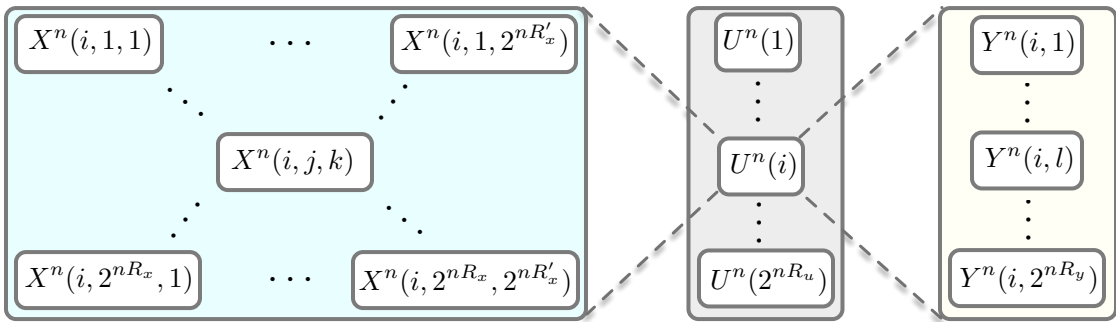 X^n(i, 1, 1) · · · X^n(i, 1, 2^{nR'_x})
X^n(i, j, k)
X^n(i, 2^{nR_x}, 1) · · · X^n(i, 2^{nR_x}, 2^{nR'_x})
U^n(1)
U^n(i)
U^n(2^{nR_u})
Y^n(i, 1)
Y^n(i, l)
Y^n(i, 2^{nR_y})